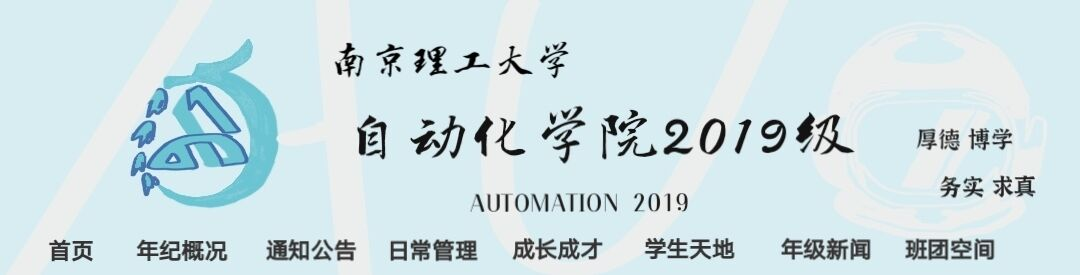 南京理工大学
自动化学院2019级
厚德 博学
务实 求真
AUTOMATION 2019
首页 年纪概况 通知公告 日常管理 成长成才 学生天地 年级新闻 班团空间